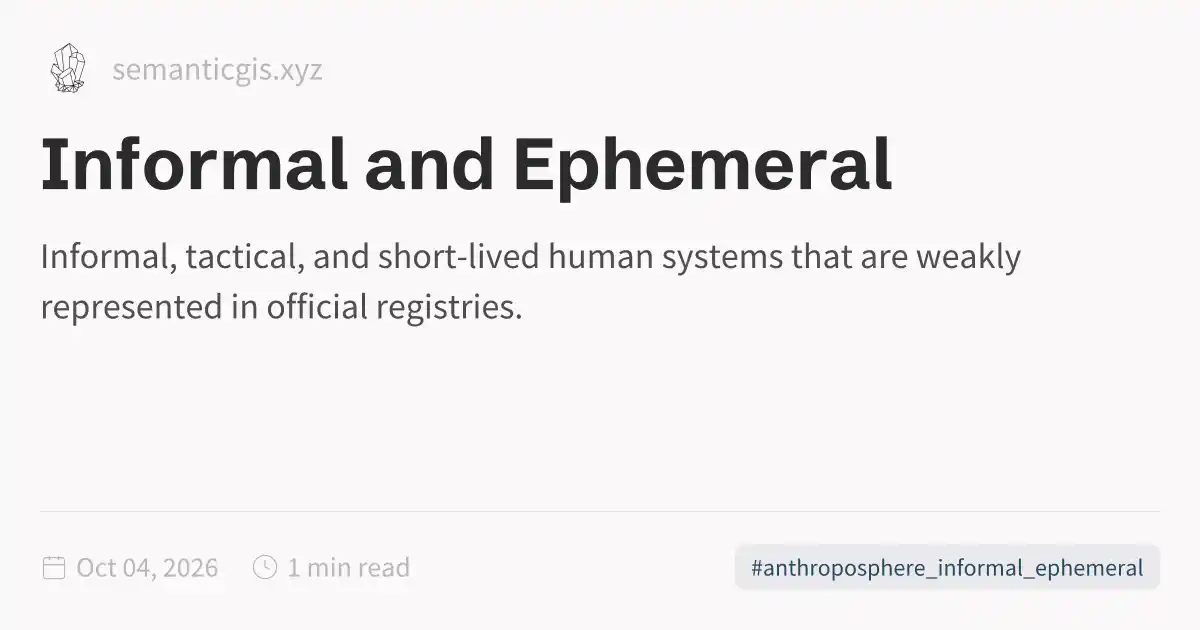 semanticgis.xyz
Informal and Ephemeral
Informal, tactical, and short-lived human systems that are weakly
represented in official registries.
Oct 04, 2026 1 min read #anthroposphere_informal_ephemeral